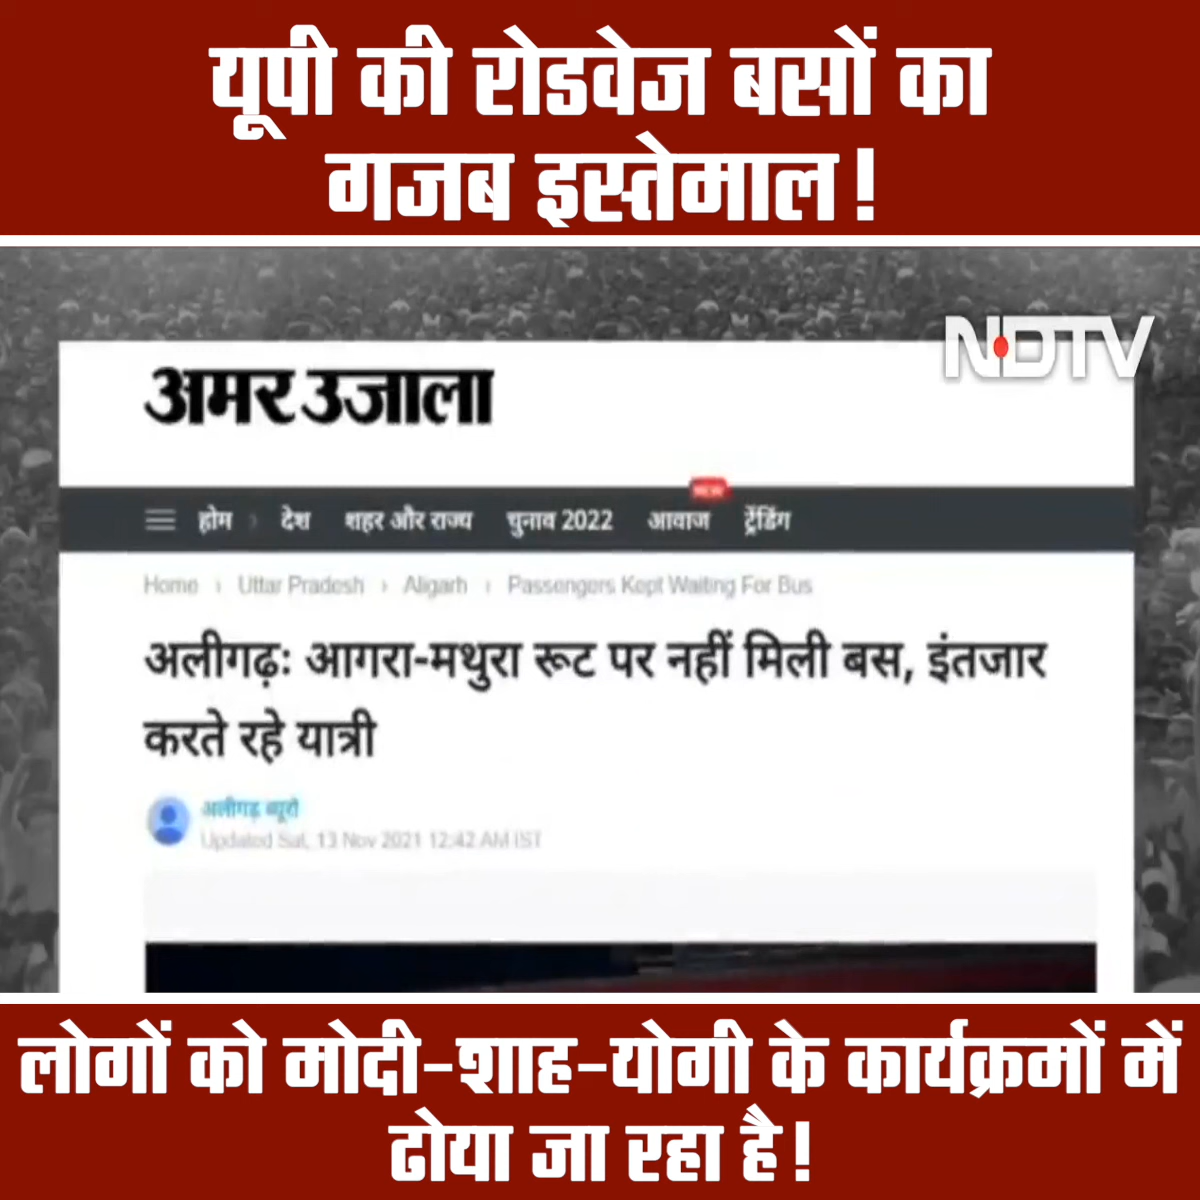 यूपी की रोडवेज बसों का
गजब इस्तेमाल!
NDTV
अमर उजाला
NEW
होम › देश शहर और राज्य चुनाव 2022 आवाज ट्रेंडिंग
Home › Uttar Pradesh › Aligarh › Passengers Kept Waiting For Bus
अलीगढ़ः आगरा-मथुरा रूट पर नहीं मिली बस, इंतजार
करते रहे यात्री
अलीगढ़ ब्यूरो
Updated Sat, 13 Nov 2021 12:42 AM IST
लोगों को मोदी-शाह-योगी के कार्यक्रमों में
ढोया जा रहा है!